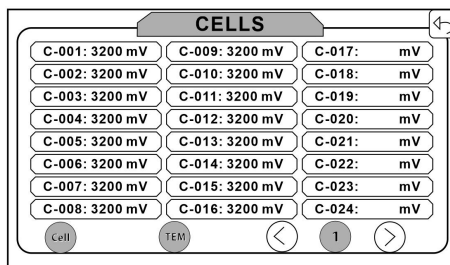 CELLS
C-001: 3200 mV C-009: 3200 mV C-017: mV
C-002: 3200 mV C-010: 3200 mV C-018: mV
C-003: 3200 mV C-011: 3200 mV C-019: mV
C-004: 3200 mV C-012: 3200 mV C-020: mV
C-005: 3200 mV C-013: 3200 mV C-021: mV
C-006: 3200 mV C-014: 3200 mV C-022: mV
C-007: 3200 mV C-015: 3200 mV C-023: mV
C-008: 3200 mV C-016: 3200 mV C-024: mV
Cell TEM 1